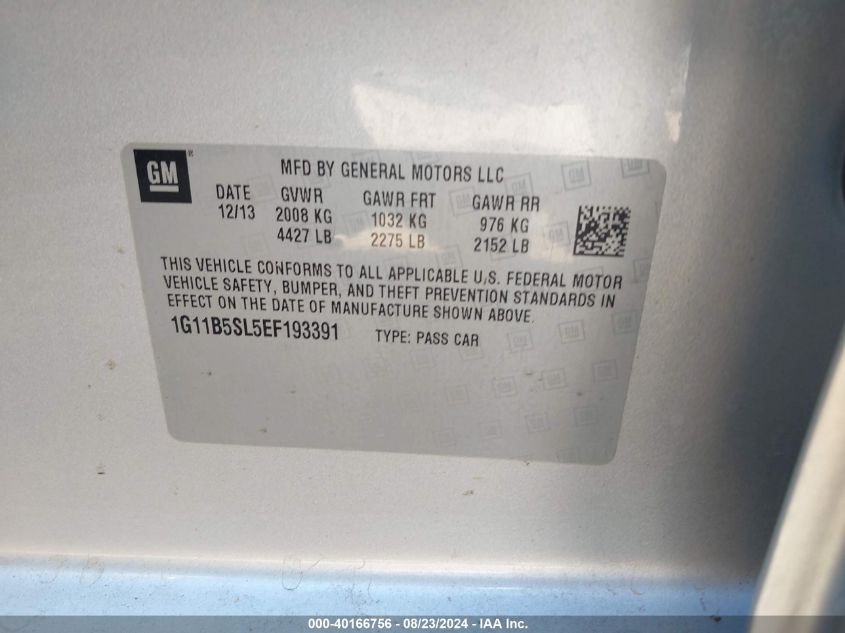 GM
MFD BY GENERAL MOTORS LLC
DATE GVWR GAWR FRT GAWR RR
12/13 2008 KG 1032 KG 976 KG
4427 LB 2275 LB 2152 LB
THIS VEHICLE CONFORMS TO ALL APPLICABLE U.S. FEDERAL MOTOR
VEHICLE SAFETY, BUMPER, AND THEFT PREVENTION STANDARDS IN
EFFECT ON THE DATE OF MANUFACTURE SHOWN ABOVE.
1G11B5SL5EF193391 TYPE: PASS CAR
000-40166756 - 08/23/2024 - IAA Inc.